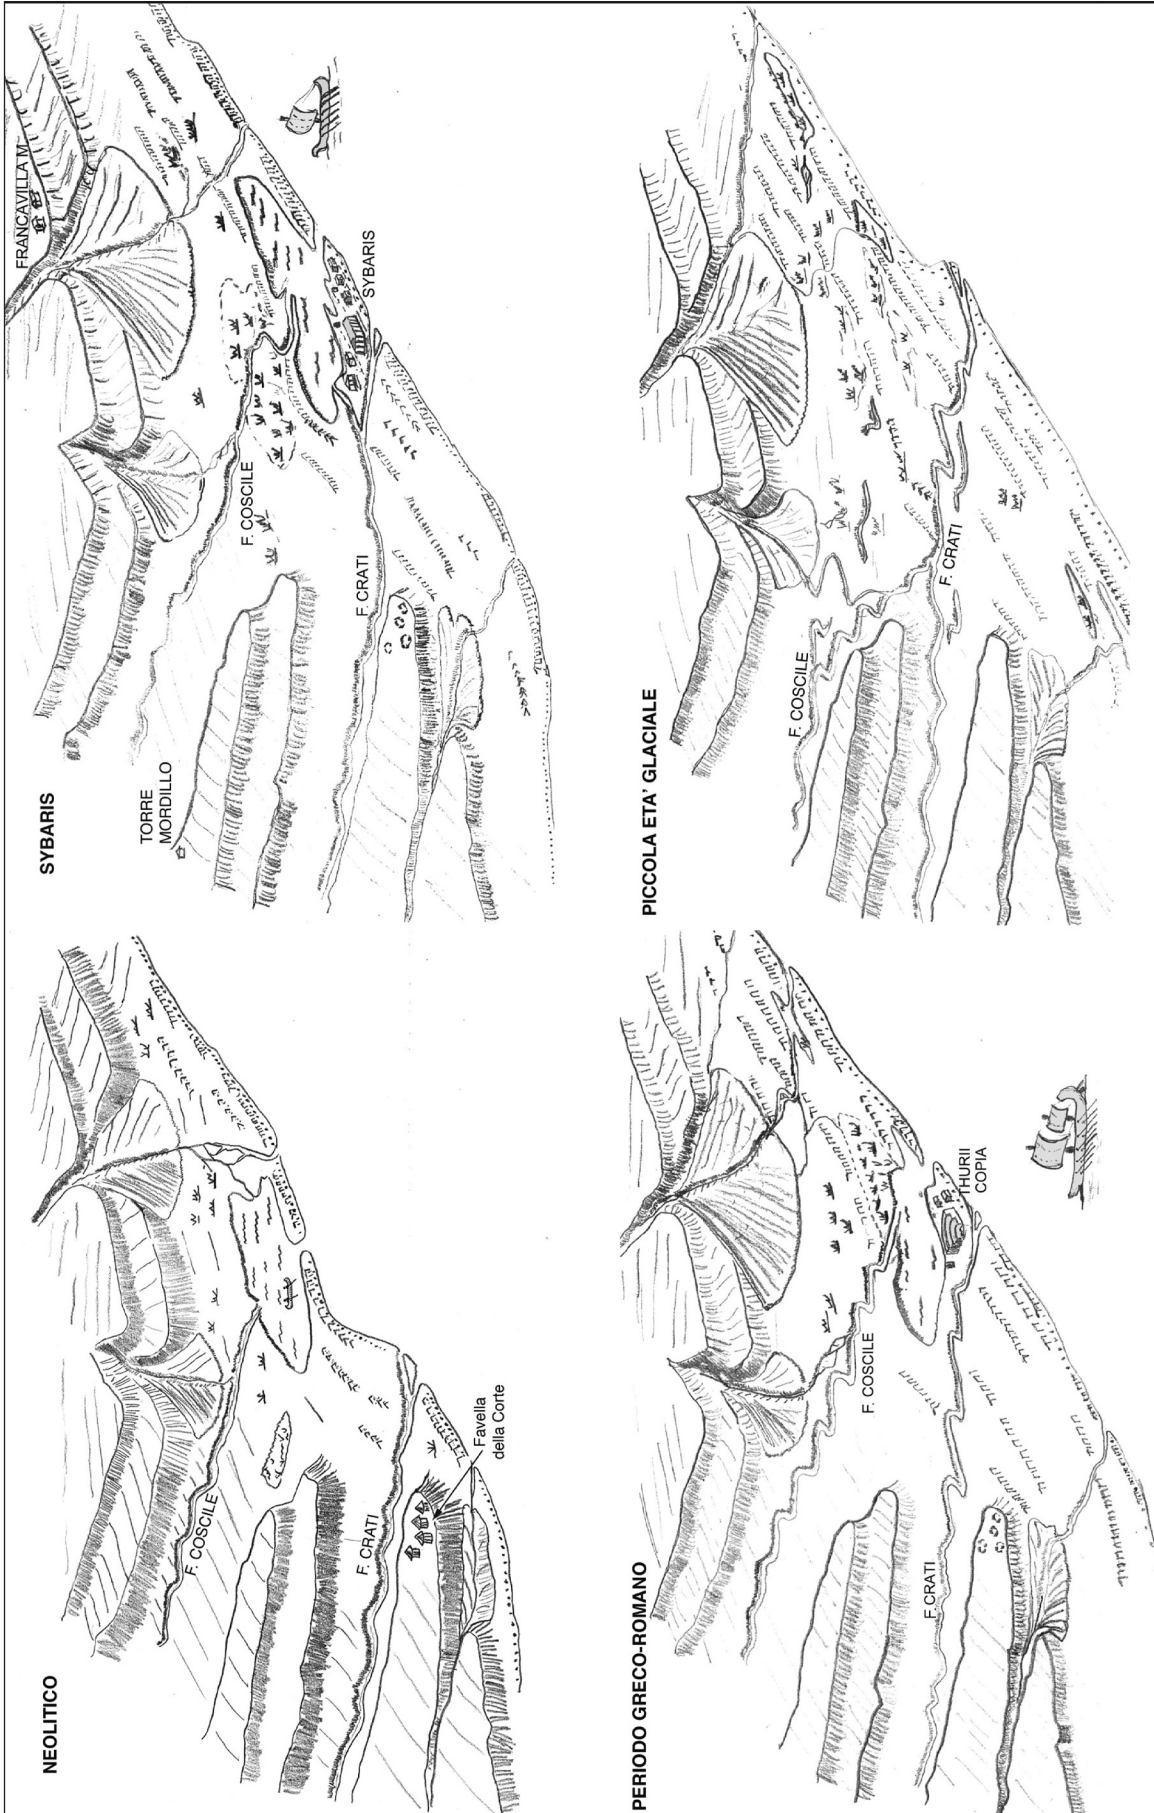 NEOLITICO
F. COSCILE
F. CRATI
Favella
della Corte
SYBARIS
FRANCAVILLA M
TORRE
MORDILLO
F. COSCILE
F. CRATI
SYBARIS
PERIODO GRECO-ROMANO
F. COSCILE
F. CRATI
THURII
COPIA
PICCOLA ETA' GLACIALE
F. COSCILE
F. CRATI